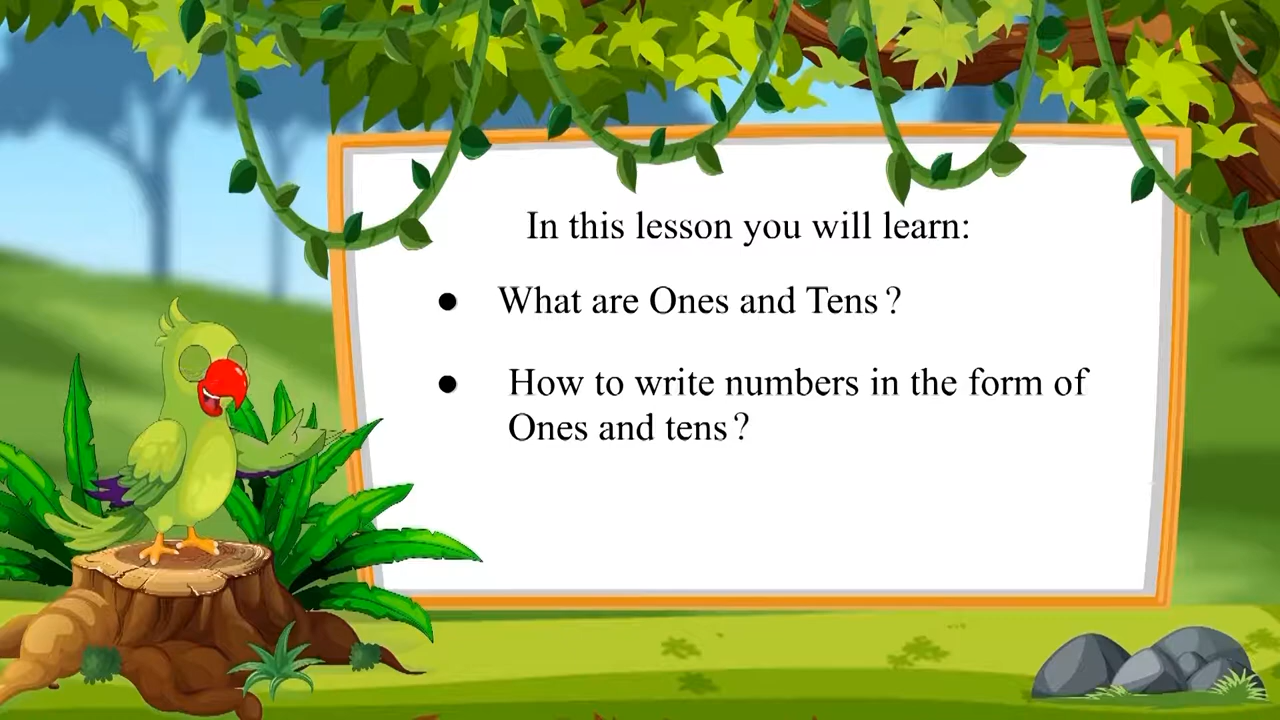 In this lesson you will learn:
● What are Ones and Tens ?
● How to write numbers in the form of
Ones and tens ?